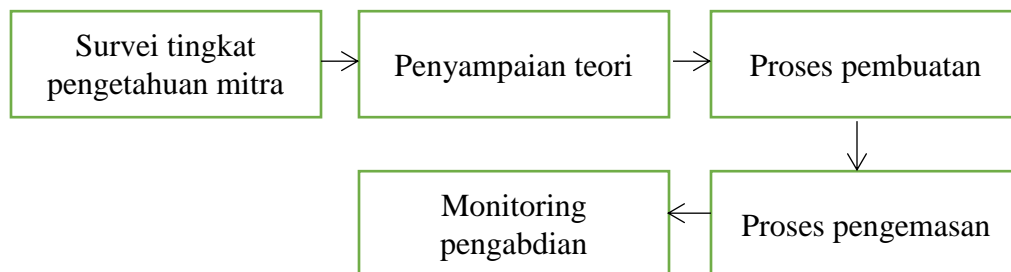 Survei tingkat
pengetahuan mitra
Penyampaian teori
Proses pembuatan
Proses pengemasan
Monitoring
pengabdian